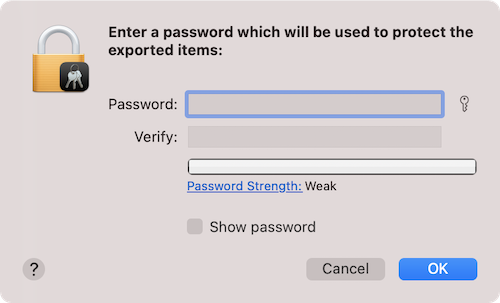 Enter a password which will be used to protect the
exported items:
Password:
Verify:
Password Strength: Weak
Show password
?
Cancel
OK